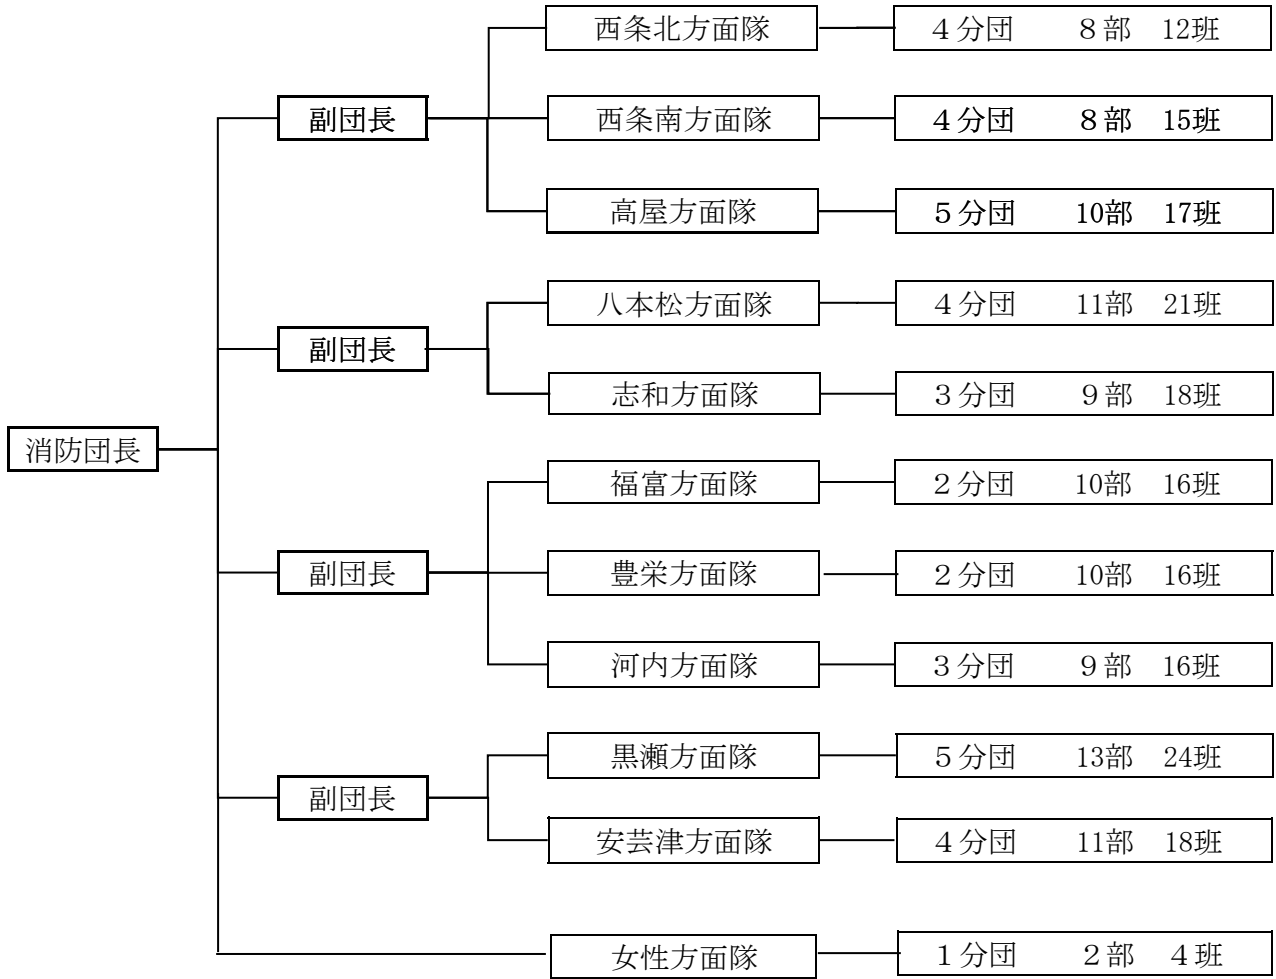 西条北方面隊 ４分団 ８部 12班
副団長 西条南方面隊 ４分団 ８部 15班
高屋方面隊 ５分団 10部 17班
八本松方面隊 ４分団 11部 21班
副団長
志和方面隊 ３分団 ９部 18班
消防団長
福富方面隊 ２分団 10部 16班
副団長 豊栄方面隊 ２分団 10部 16班
河内方面隊 ３分団 ９部 16班
黒瀬方面隊 ５分団 13部 24班
副団長
安芸津方面隊 ４分団 11部 18班
女性方面隊 １分団 ２部 ４班